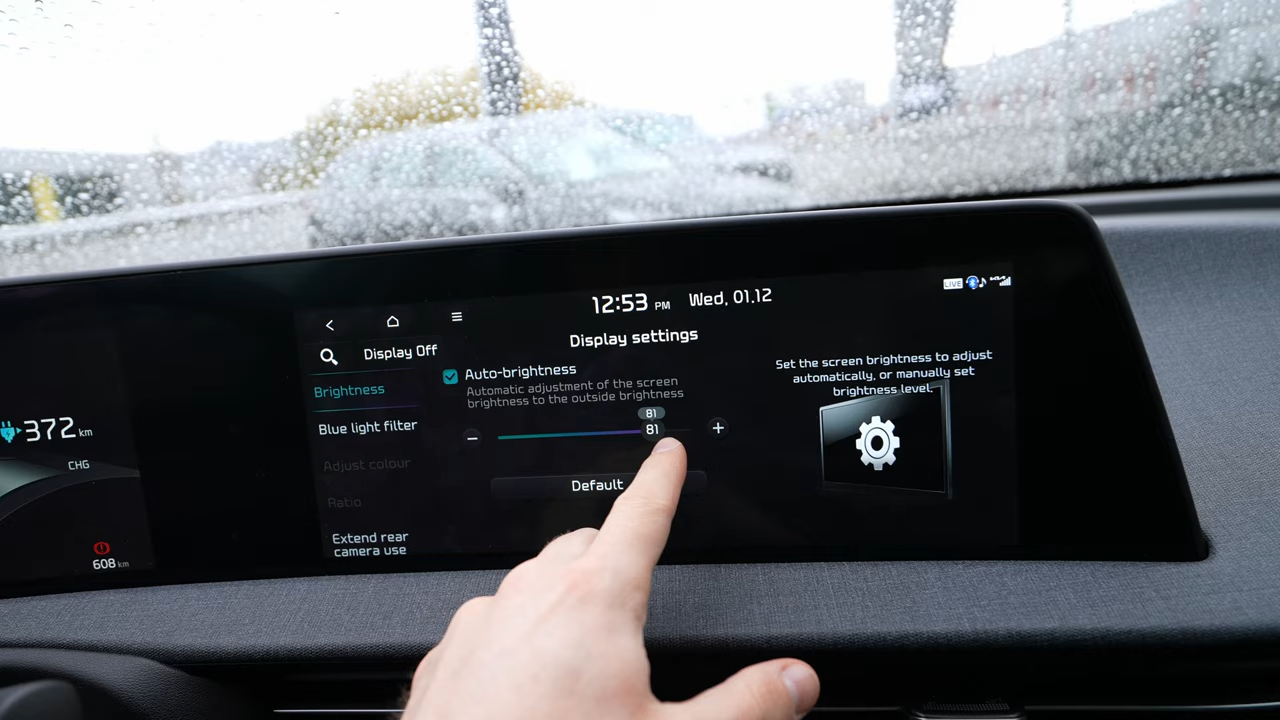 12:53 PM Wed, 01.12
LIVE
Display settings
Display Off
Brightness
Blue light filter
Adjust colour
Ratio
Extend rear
camera use
Auto-brightness
Automatic adjustment of the screen
brightness to the outside brightness
81
− 81 +
Default
Set the screen brightness to adjust
automatically, or manually set
brightness level.
372 km
CHG
608 km